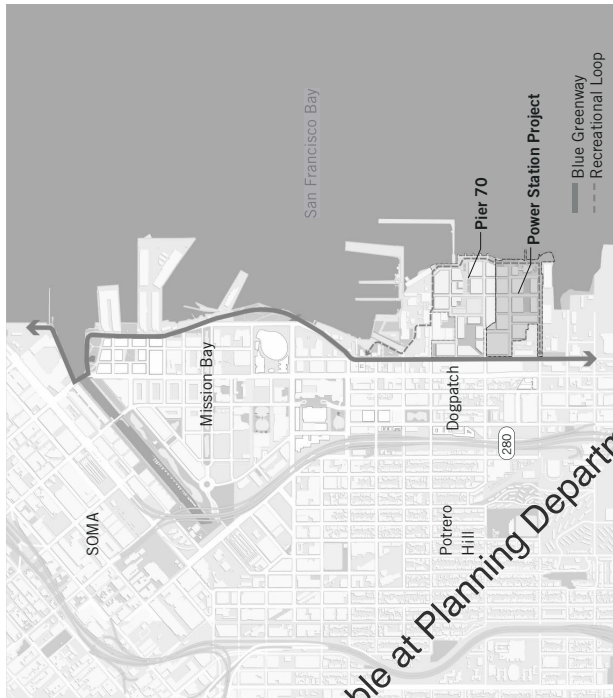 San Francisco Bay
SOMA
Mission Bay
Dogpatch
280
Potrero
Hill
Pier 70
Power Station Project
Blue Greenway
Recreational Loop
ble at Planning Departm